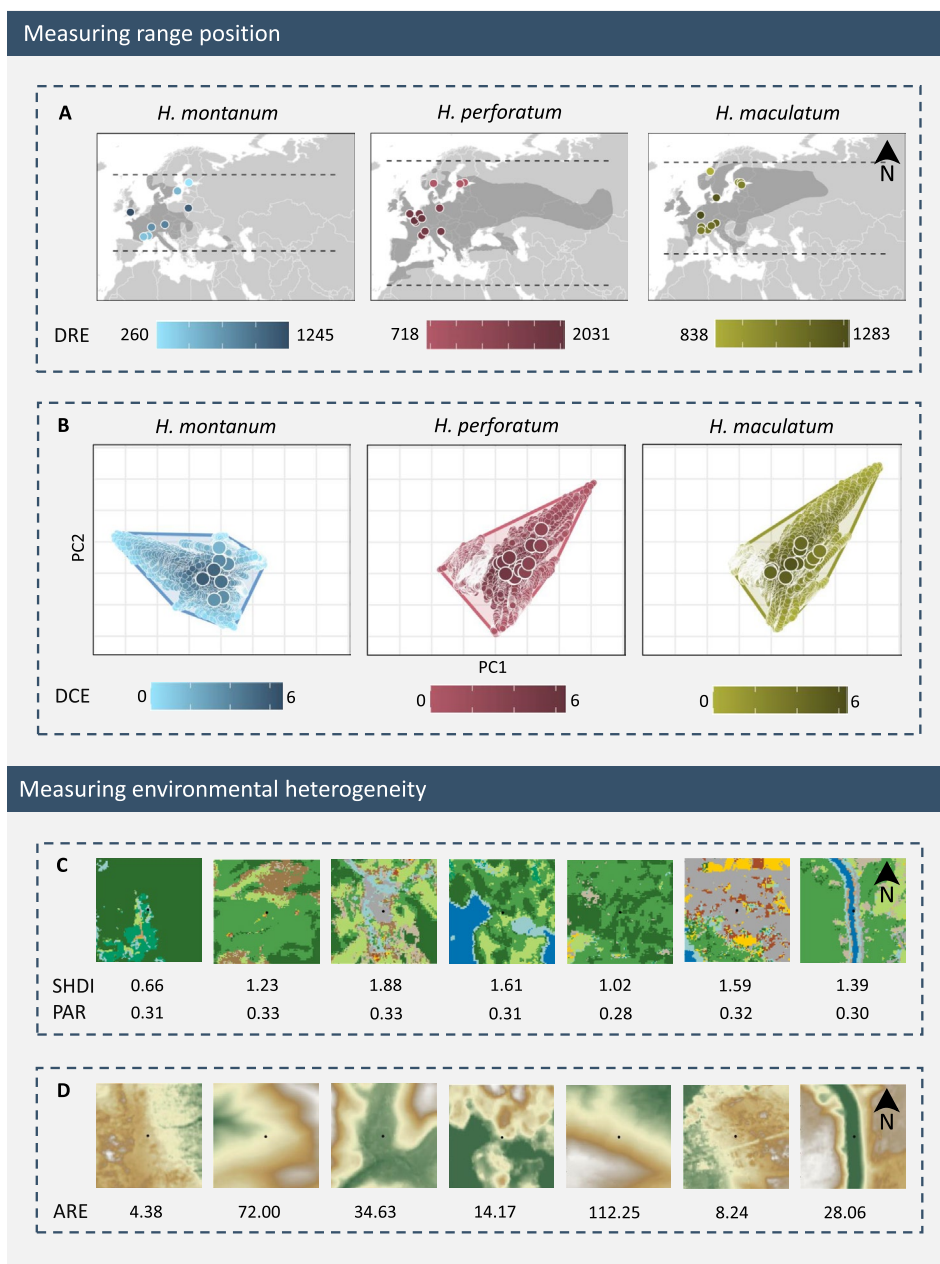 Measuring range position
A
H. montanum H. perforatum H. maculatum
N
DRE 260 1245 718 2031 838 1283
B
H. montanum H. perforatum H. maculatum
PC2
PC1
DCE 0 6 0 6 0 6
Measuring environmental heterogeneity
C
N
SHDI 0.66 1.23 1.88 1.61 1.02 1.59 1.39
PAR 0.31 0.33 0.33 0.31 0.28 0.32 0.30
D
N
ARE 4.38 72.00 34.63 14.17 112.25 8.24 28.06